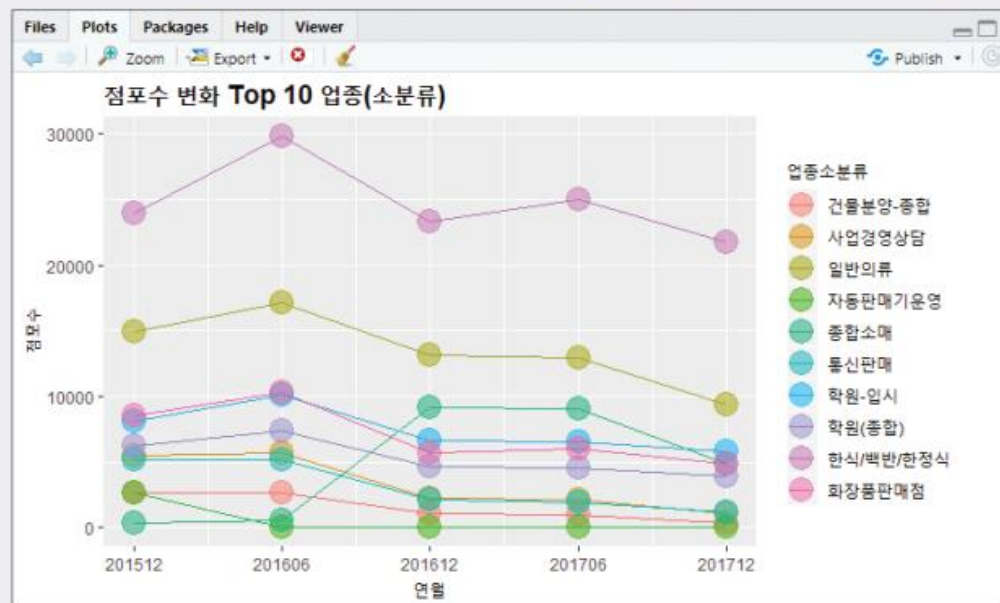 Files Plots Packages Help Viewer
Zoom Export Publish
점포수 변화 Top 10 업종(소분류)
30000
20000
10000
0
점포수
201512 201606 201612 201706 201712
연월
업종소분류
건물분양-종합
사업경영상담
일반의류
자동판매기운영
종합소매
통신판매
학원-입시
학원(종합)
한식/백반/한정식
화장품판매점